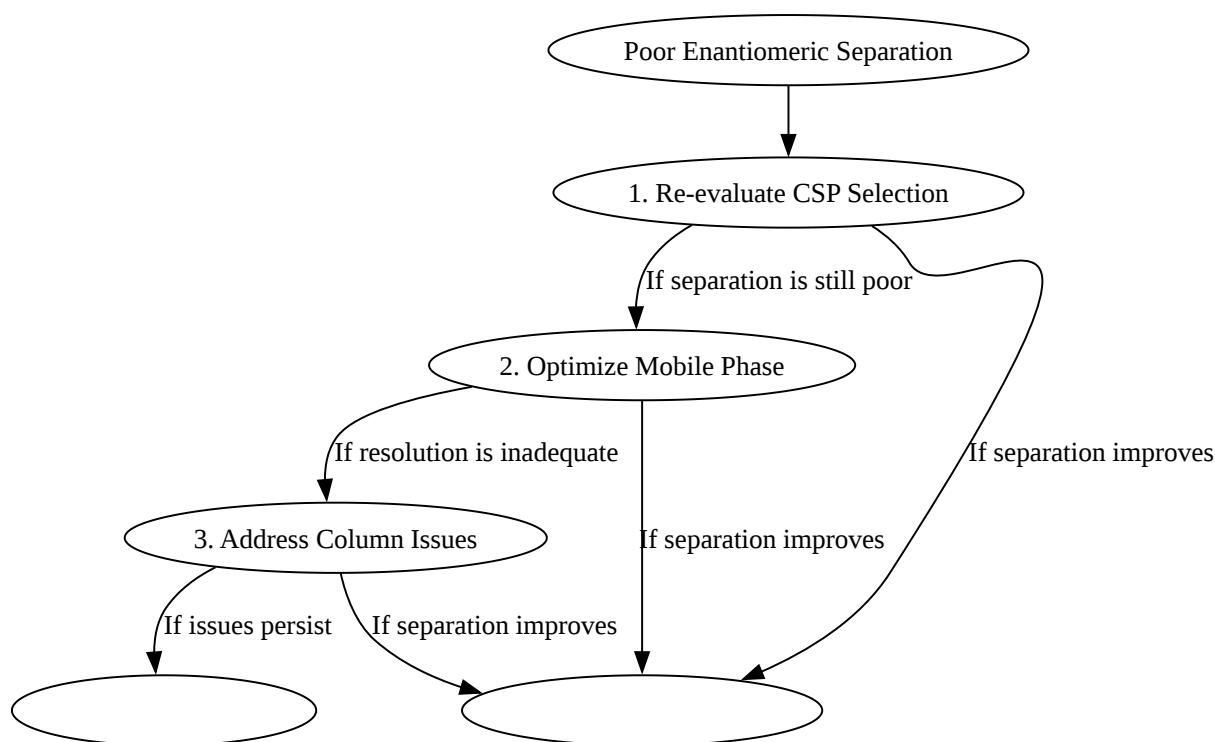 Poor Enantiomeric Separation
1. Re-evaluate CSP Selection
If separation is still poor
2. Optimize Mobile Phase
If resolution is inadequate
If separation improves
3. Address Column Issues
If separation improves
If issues persist
If separation improves